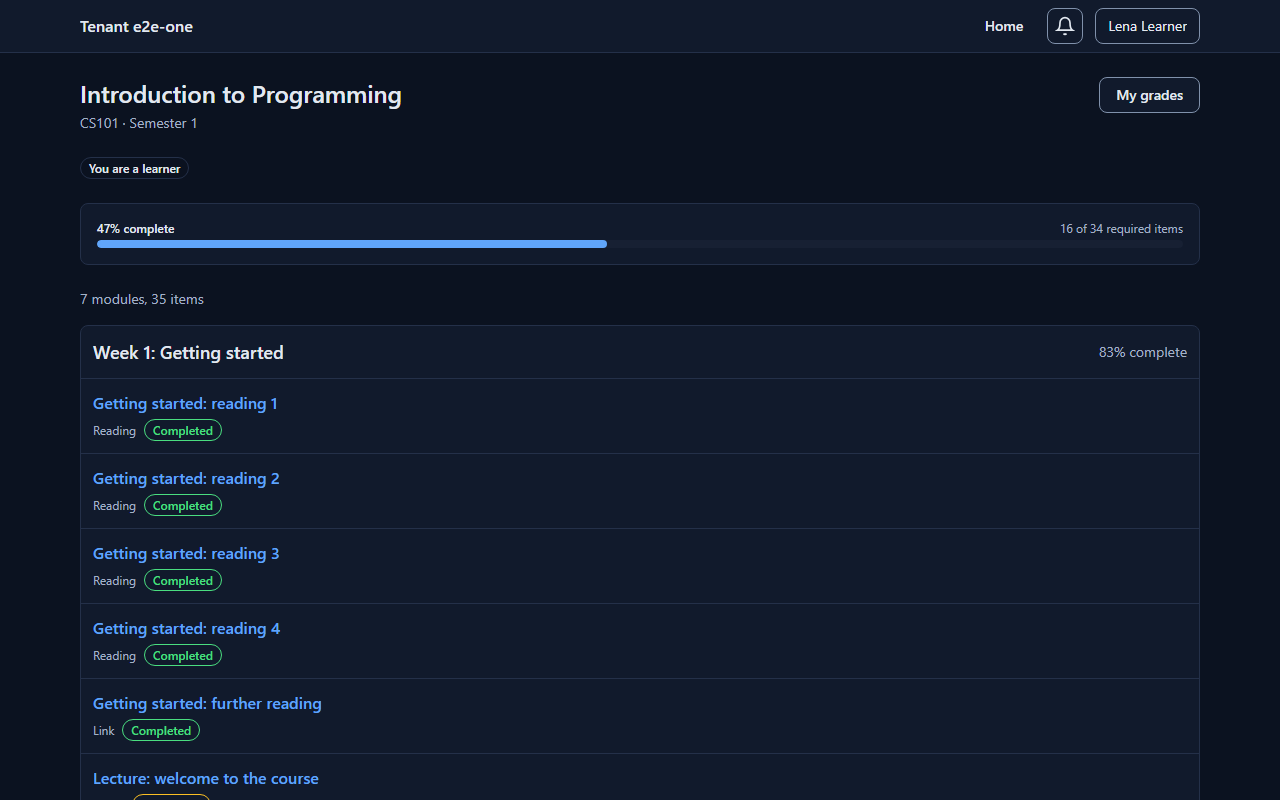 Tenant e2e-one
Home
Lena Learner
Introduction to Programming
My grades
CS101 · Semester 1
You are a learner
47% complete
16 of 34 required items
7 modules, 35 items
Week 1: Getting started
83% complete
Getting started: reading 1
Reading
Completed
Getting started: reading 2
Reading
Completed
Getting started: reading 3
Reading
Completed
Getting started: reading 4
Reading
Completed
Getting started: further reading
Link
Completed
Lecture: welcome to the course